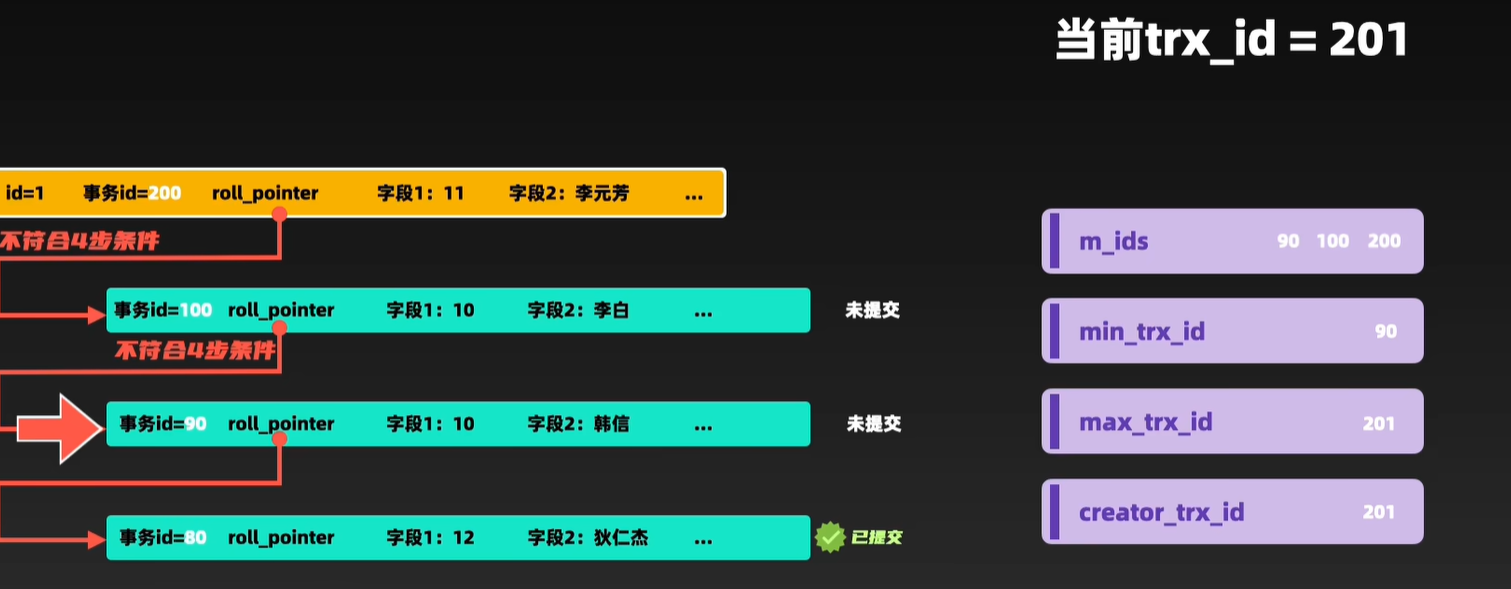 当前trx_id = 201
id=1 事务id=200 roll_pointer 字段1：11 字段2：李元芳 ...
不符合4步条件
事务id=100 roll_pointer 字段1：10 字段2：李白 ... 未提交
不符合4步条件
事务id=90 roll_pointer 字段1：10 字段2：韩信 ... 未提交
事务id=80 roll_pointer 字段1：12 字段2：狄仁杰 ... 已提交
m_ids 90 100 200
min_trx_id 90
max_trx_id 201
creator_trx_id 201